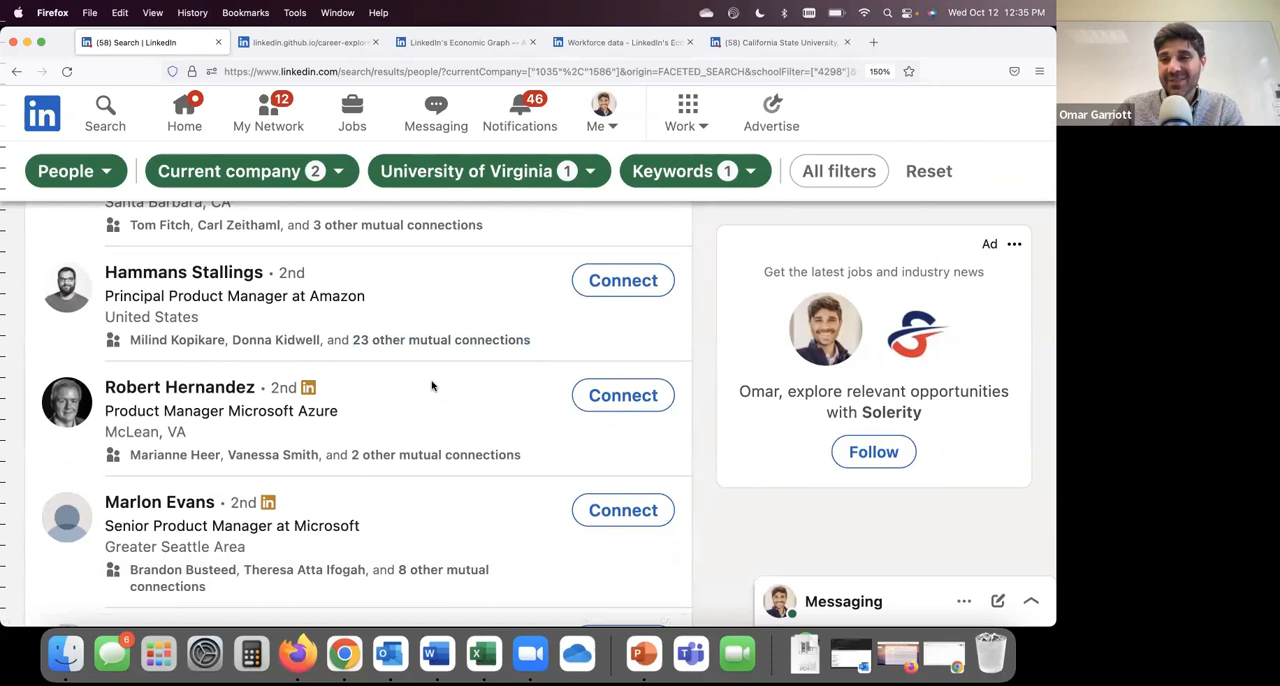 Firefox File Edit View History Bookmarks Tools Window Help
Wed Oct 12 12:35 PM
(58) Search | LinkedIn
linkedin.github.io/career-explor
LinkedIn's Economic Graph -- A
Workforce data - LinkedIn's Ec
(58) California State University,
https://www.linkedin.com/search/results/people/?currentCompany=["1035"%2C"1586"]&origin=FACETED_SEARCH&schoolFilter=["4298"]&
150%
Omar Garriott
in
Search
Home
12
My Network
Jobs
Messaging
46
Notifications
Me
Work
Advertise
People
Current company 2
University of Virginia 1
Keywords 1
All filters
Reset
Santa Barbara, CA
Tom Fitch, Carl Zeithaml, and 3 other mutual connections
Hammans Stallings • 2nd
Principal Product Manager at Amazon
United States
Milind Kopikare, Donna Kidwell, and 23 other mutual connections
Connect
Robert Hernandez • 2nd in
Product Manager Microsoft Azure
McLean, VA
Marianne Heer, Vanessa Smith, and 2 other mutual connections
Connect
Marlon Evans • 2nd in
Senior Product Manager at Microsoft
Greater Seattle Area
Brandon Busteed, Theresa Atta Ifogah, and 8 other mutual
connections
Connect
Ad •••
Get the latest jobs and industry news
Omar, explore relevant opportunities
with Solerity
Follow
Messaging
6